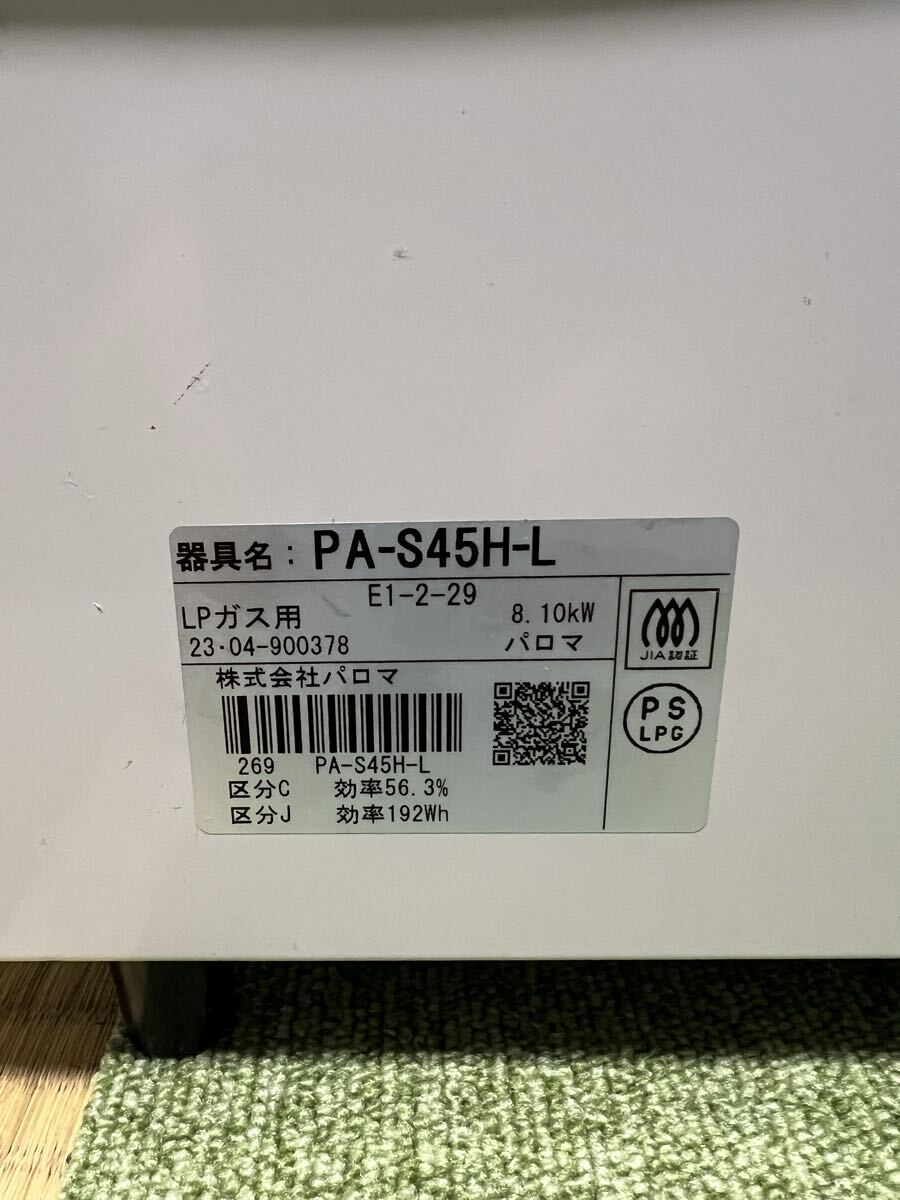 器具名：PA-S45H-L
E1-2-29
LPガス用 8.10kW
23・04-900378 パロマ
JIA認証
株式会社パロマ
PS
LPG
269 PA-S45H-L
区分C 効率56.3%
区分J 効率192Wh